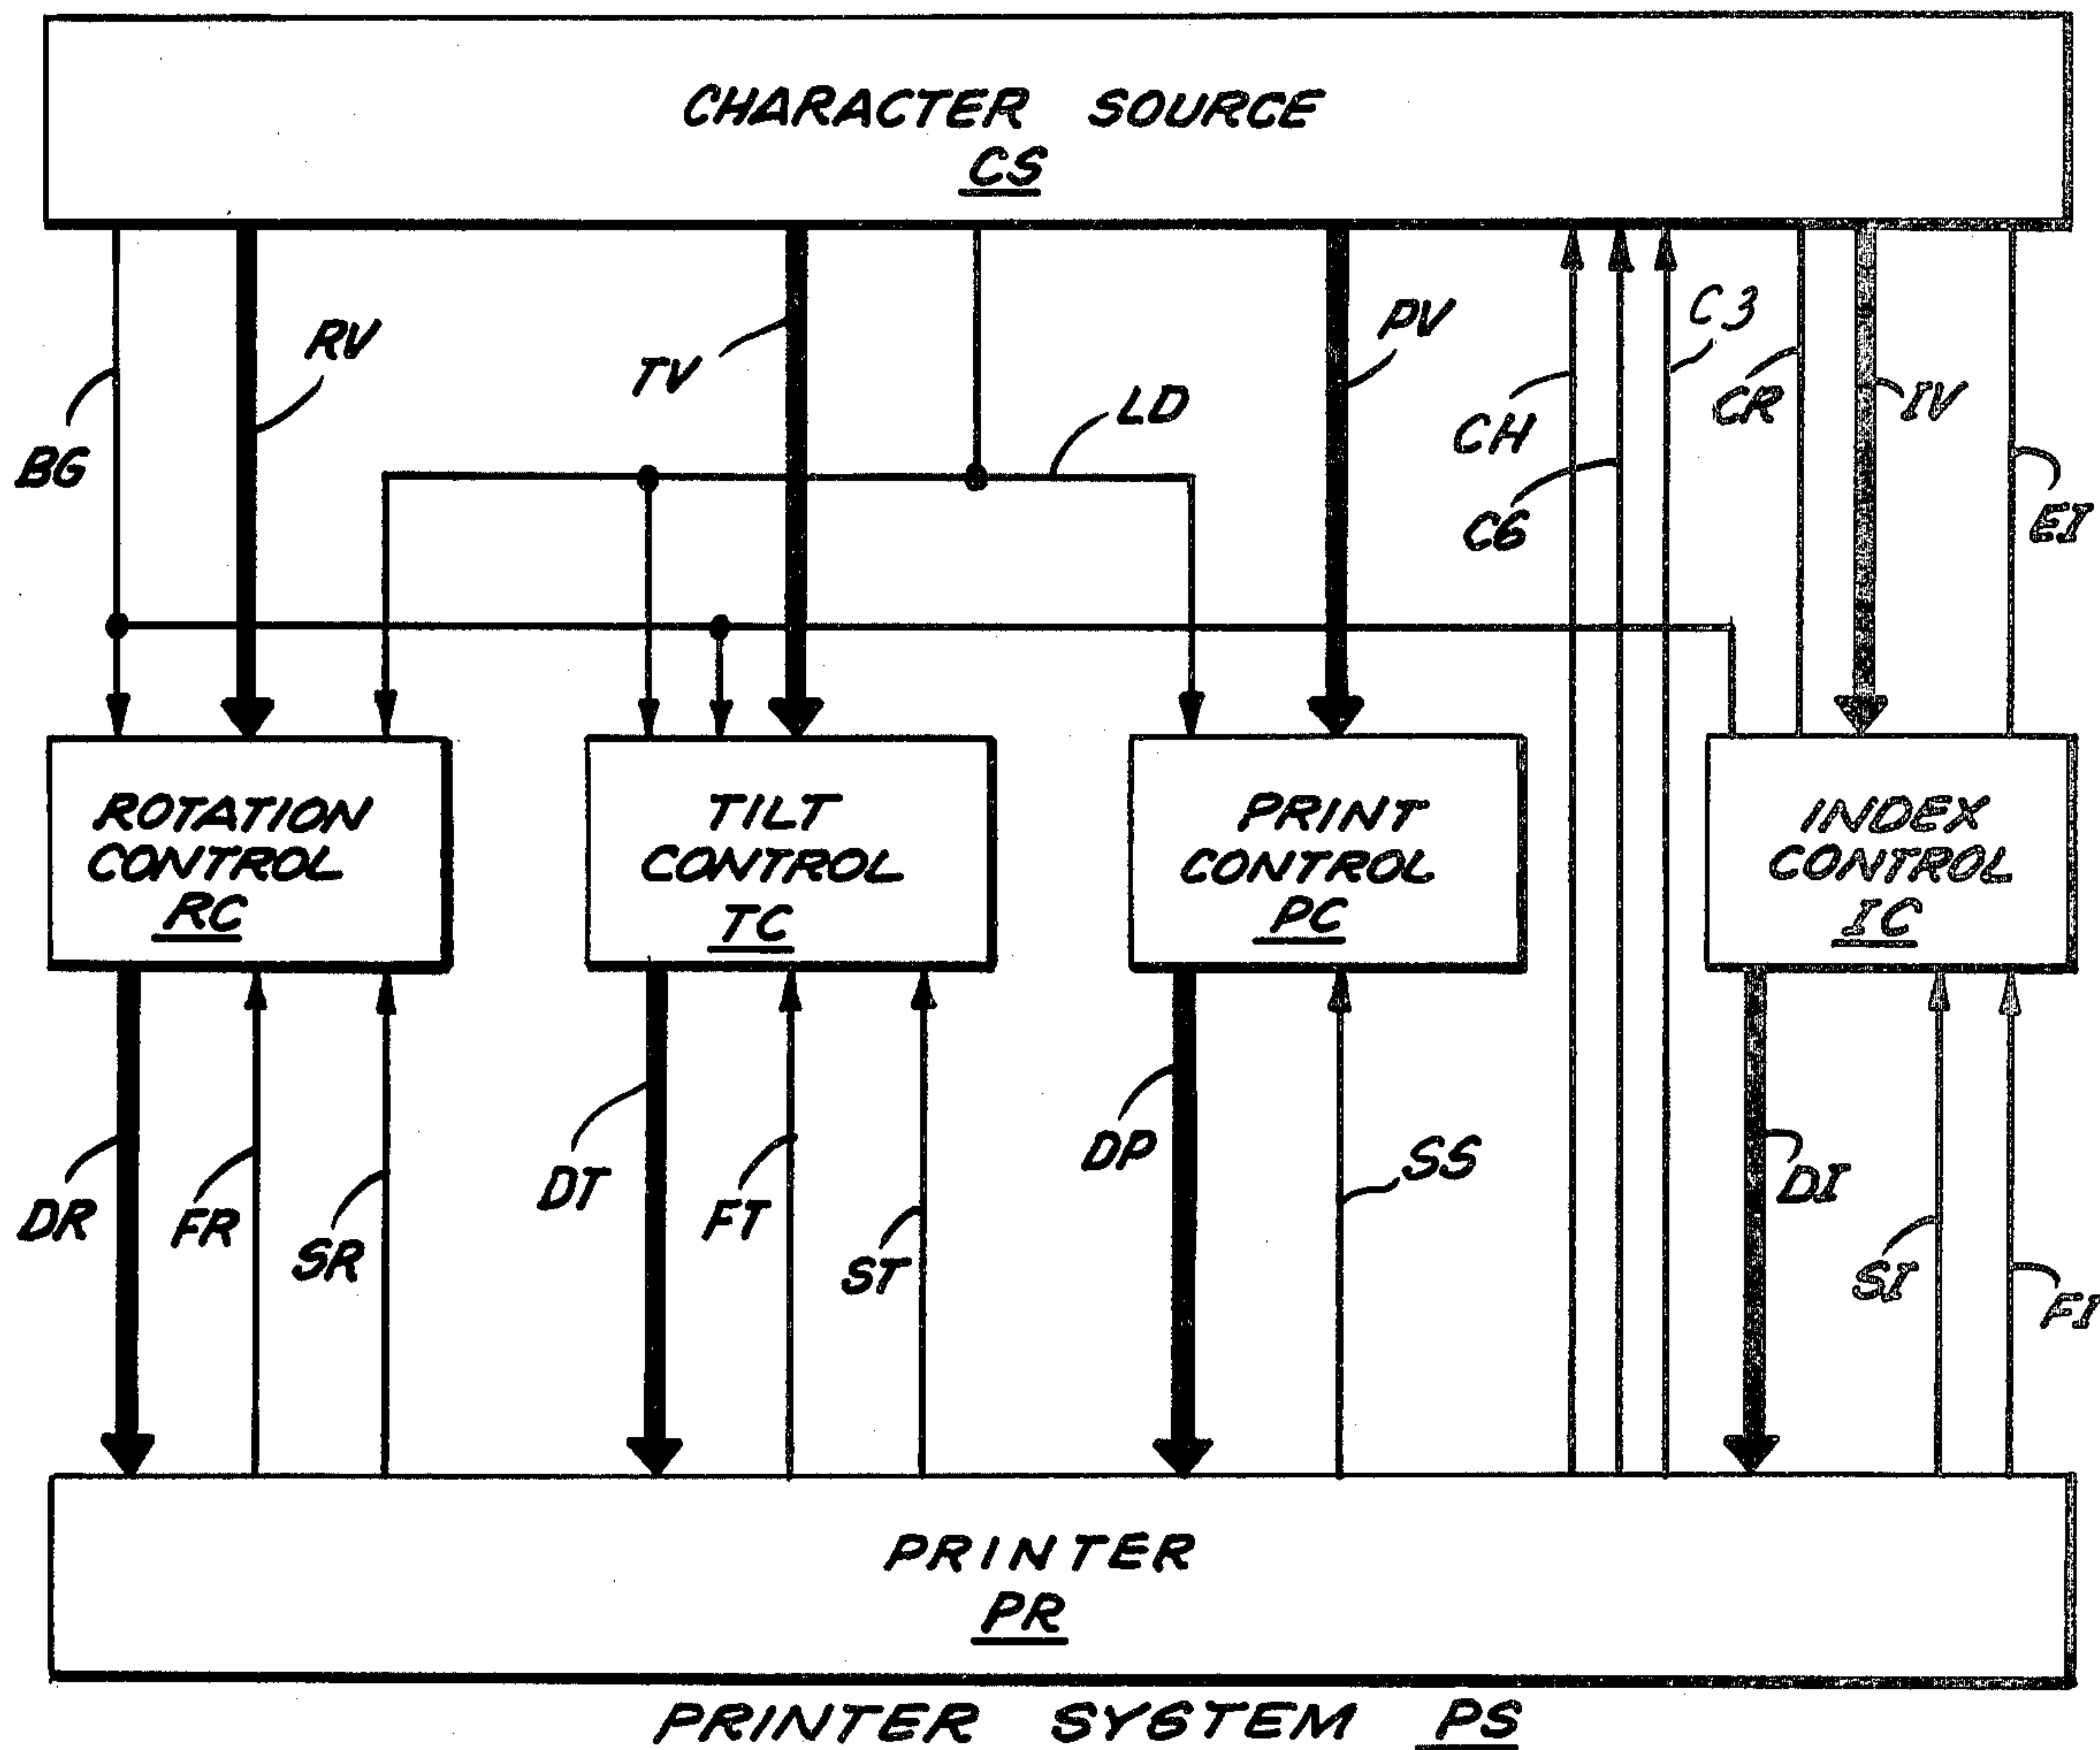 CHARACTER SOURCE
CS
RV
TV
PV
C3
BG
LD
CH
CR
IV
C6
EI
ROTATION
CONTROL
RC
TILT
CONTROL
TC
PRINT
CONTROL
PC
INDEX
CONTROL
IC
DR
FR
SR
DT
FT
ST
DP
SS
DI
SI
FI
PRINTER
PR
PRINTER SYSTEM PS